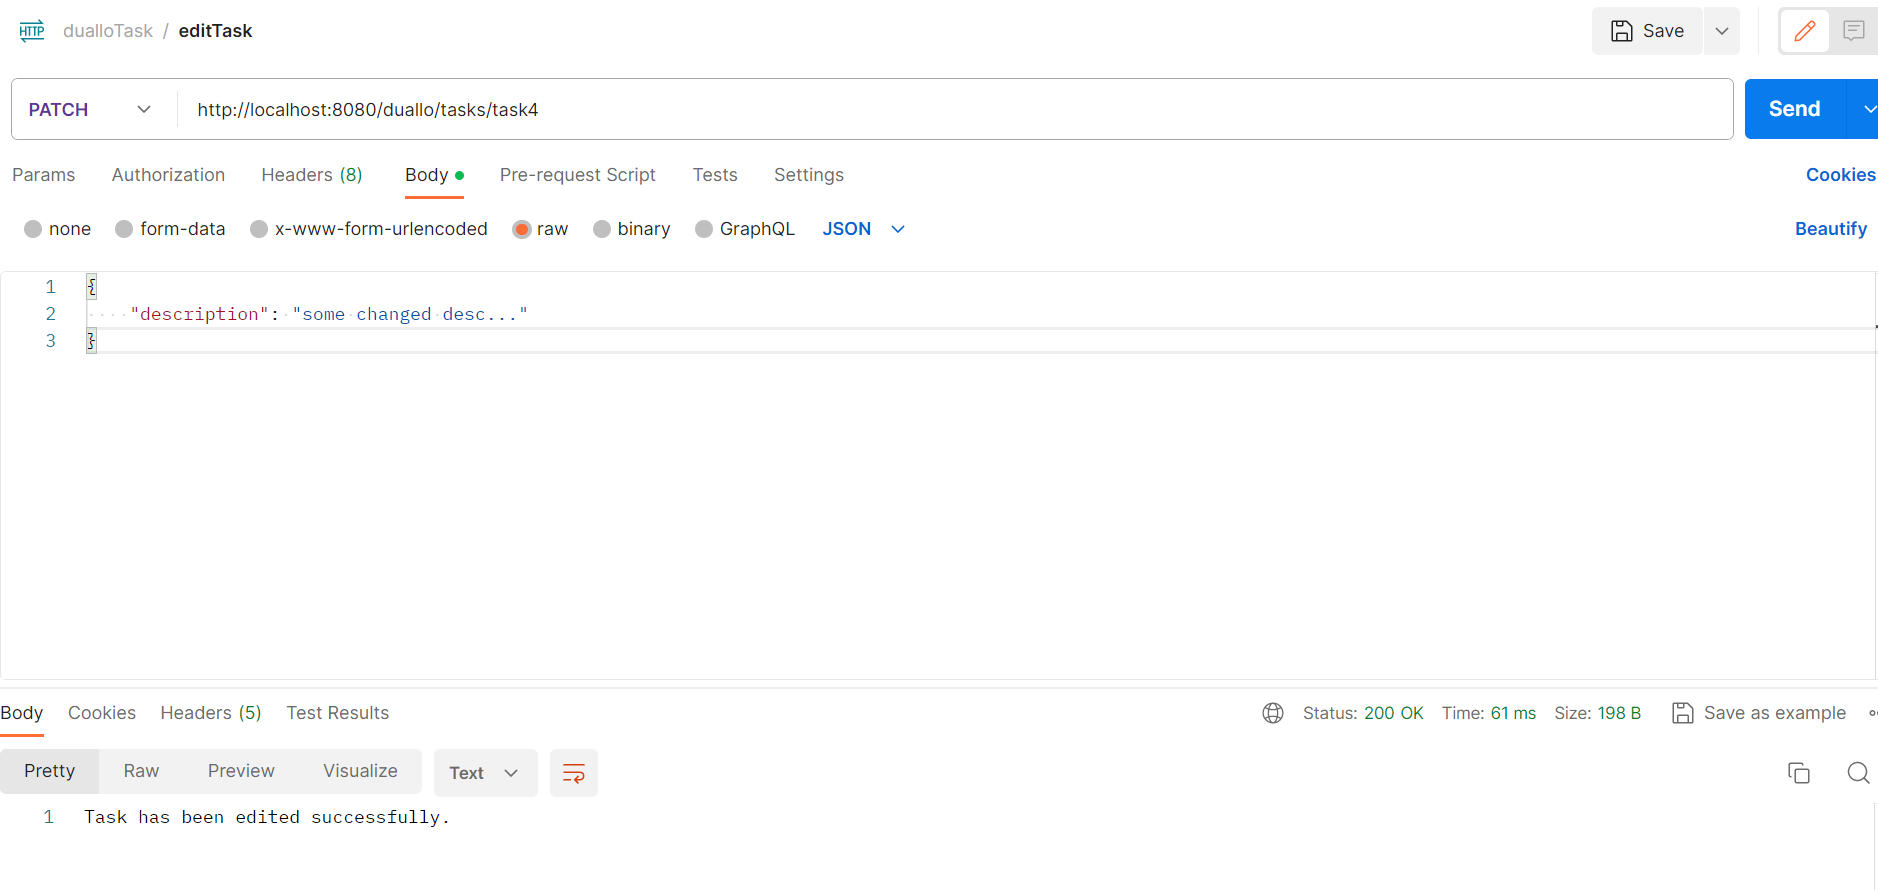 HTTP dualloTask / editTask Save
PATCH http://localhost:8080/duallo/tasks/task4 Send
Params Authorization Headers (8) Body Pre-request Script Tests Settings Cookies
none form-data x-www-form-urlencoded raw binary GraphQL JSON Beautify
1 {
2 "description": "some changed desc..."
3 }
Body Cookies Headers (5) Test Results Status: 200 OK Time: 61 ms Size: 198 B Save as example
Pretty Raw Preview Visualize Text
1 Task has been edited successfully.